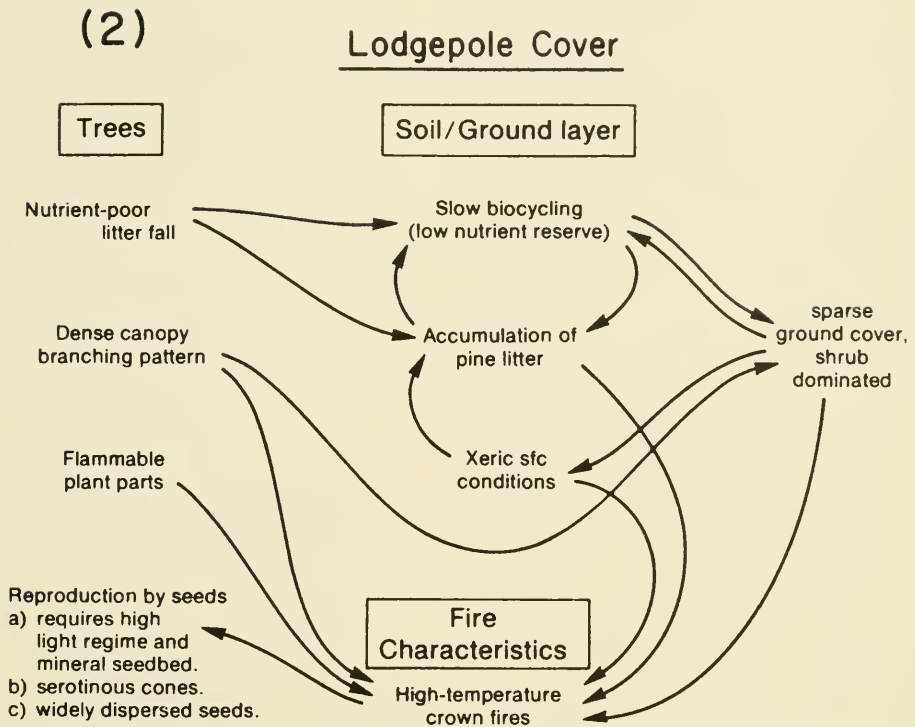 (2)
Lodgepole Cover
Trees
Soil/Ground layer
Nutrient-poor
litter fall
Slow biocycling
(low nutrient reserve)
Dense canopy
branching pattern
Accumulation of
pine litter
sparse
ground cover,
shrub
dominated
Flammable
plant parts
Xeric sfc
conditions
Reproduction by seeds
a) requires high
light regime and
mineral seedbed.
b) serotinous cones.
c) widely dispersed seeds.
Fire
Characteristics
High-temperature
crown fires